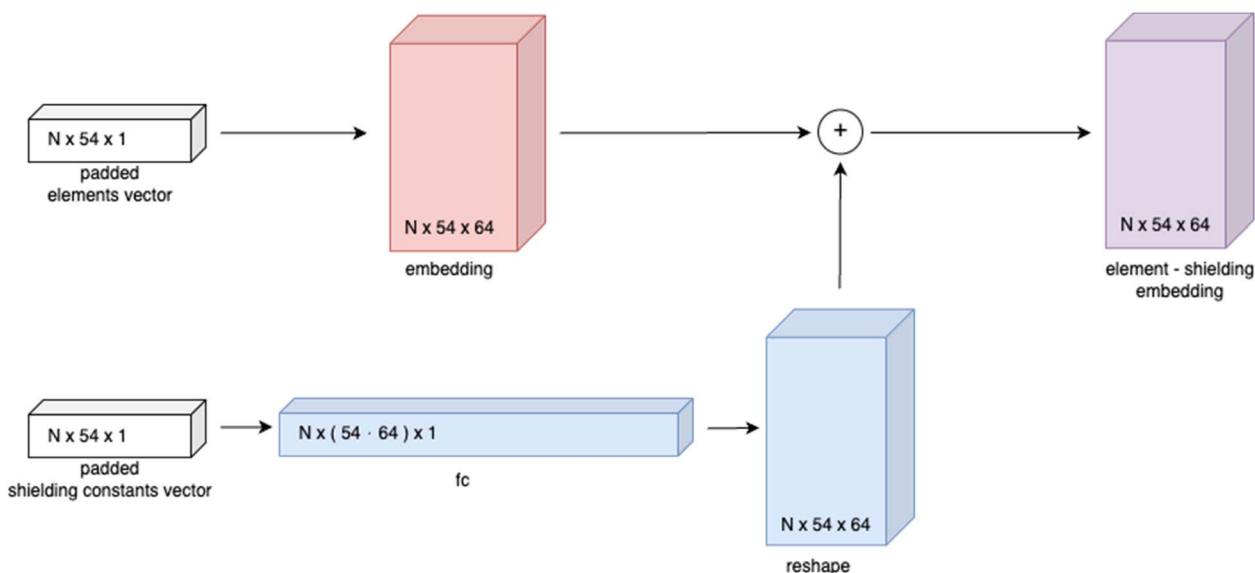 N x 54 x 1
padded
elements vector
N x 54 x 64
embedding
+
N x 54 x 64
element - shielding
embedding
N x 54 x 1
padded
shielding constants vector
N x ( 54 · 64 ) x 1
fc
N x 54 x 64
reshape